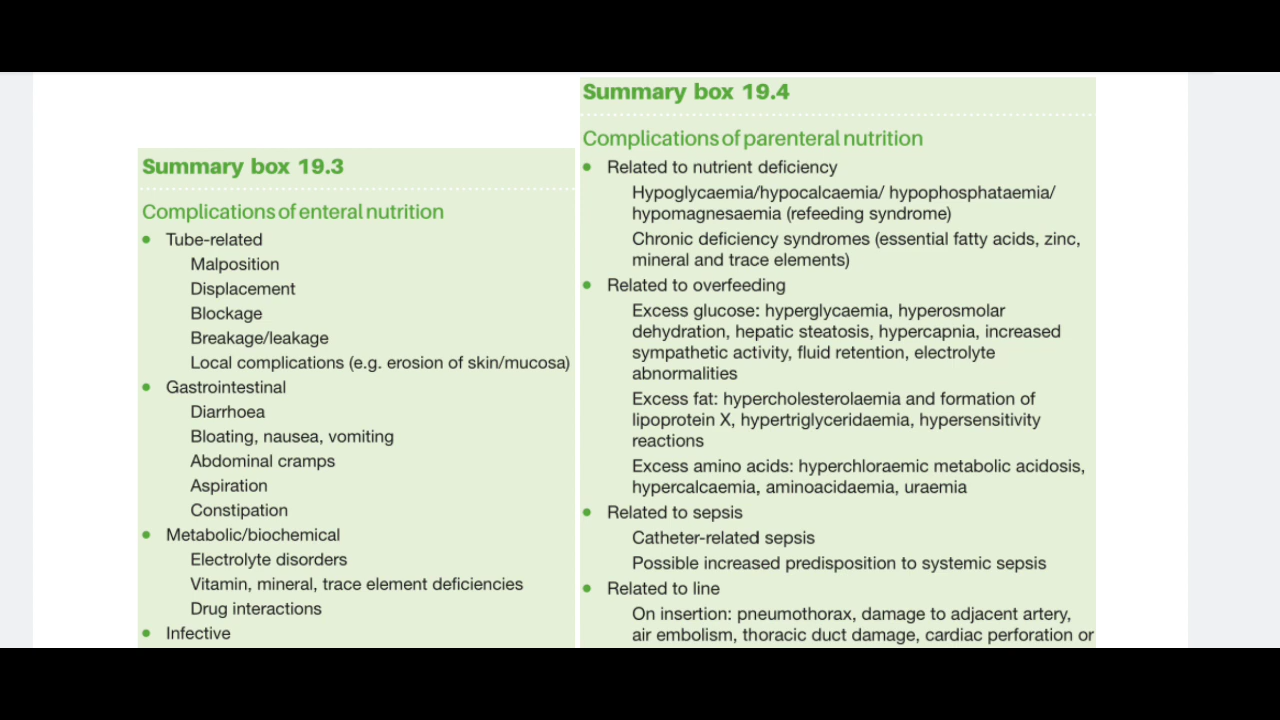 Summary box 19.3
Complications of enteral nutrition
• Tube-related
Malposition
Displacement
Blockage
Breakage/leakage
Local complications (e.g. erosion of skin/mucosa)
• Gastrointestinal
Diarrhoea
Bloating, nausea, vomiting
Abdominal cramps
Aspiration
Constipation
• Metabolic/biochemical
Electrolyte disorders
Vitamin, mineral, trace element deficiencies
Drug interactions
• Infective
Summary box 19.4
Complications of parenteral nutrition
• Related to nutrient deficiency
Hypoglycaemia/hypocalcaemia/ hypophosphataemia/
hypomagnesaemia (refeeding syndrome)
Chronic deficiency syndromes (essential fatty acids, zinc,
mineral and trace elements)
• Related to overfeeding
Excess glucose: hyperglycaemia, hyperosmolar
dehydration, hepatic steatosis, hypercapnia, increased
sympathetic activity, fluid retention, electrolyte
abnormalities
Excess fat: hypercholesterolaemia and formation of
lipoprotein X, hypertriglyceridaemia, hypersensitivity
reactions
Excess amino acids: hyperchloraemic metabolic acidosis,
hypercalcaemia, aminoacidaemia, uraemia
• Related to sepsis
Catheter-related sepsis
Possible increased predisposition to systemic sepsis
• Related to line
On insertion: pneumothorax, damage to adjacent artery,
air embolism, thoracic duct damage, cardiac perforation or